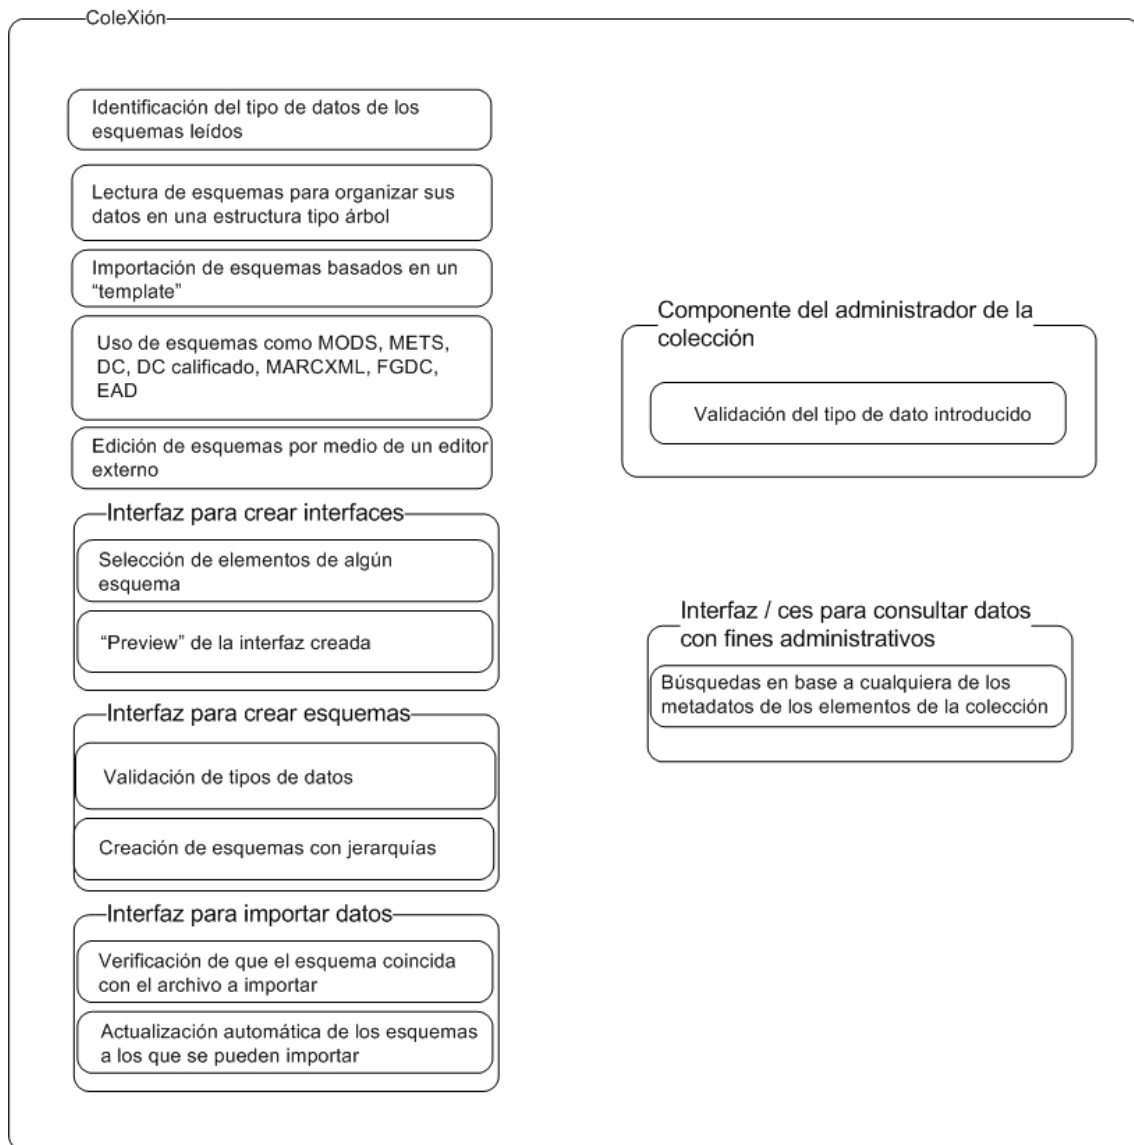 ColeXión
Identificación del tipo de datos de los
esquemas leídos
Lectura de esquemas para organizar sus
datos en una estructura tipo árbol
Importación de esquemas basados en un
“template”
Uso de esquemas como MODS, METS,
DC, DC calificado, MARCXML, FGDC,
EAD
Edición de esquemas por medio de un editor
externo
Interfaz para crear interfaces
Selección de elementos de algún
esquema
“Preview” de la interfaz creada
Interfaz para crear esquemas
Validación de tipos de datos
Creación de esquemas con jerarquías
Interfaz para importar datos
Verificación de que el esquema coincida
con el archivo a importar
Actualización automática de los esquemas
a los que se pueden importar
Componente del administrador de la
colección
Validación del tipo de dato introducido
Interfaz / ces para consultar datos
con fines administrativos
Búsquedas en base a cualquiera de los
metadatos de los elementos de la colección